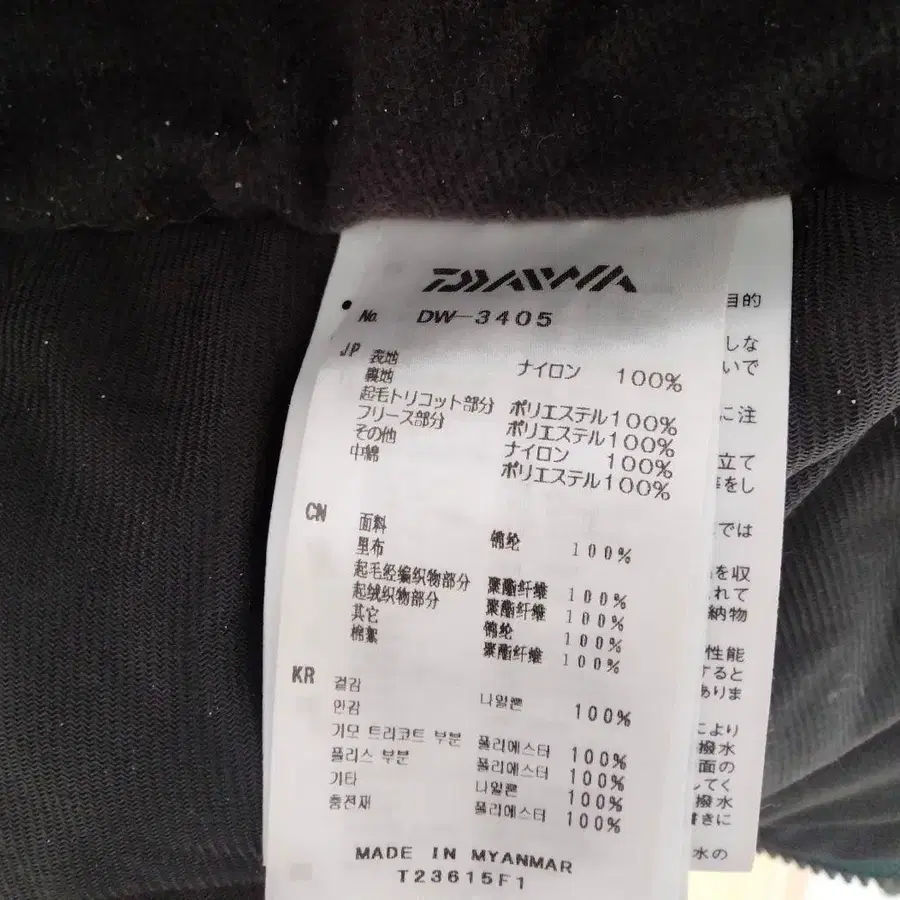 DAIWA
No. DW-3405
JP 表地 ナイロン 100%
裏地
起毛トリコット部分 ポリエステル100%
フリース部分 ポリエステル100%
その他 ナイロン 100%
中綿 ポリエステル100%
CN 面料 锦纶 100%
里布
起毛经编织物部分 聚酯纤维 100%
起绒织物部分 聚酯纤维 100%
其它 锦纶 100%
棉絮 聚酯纤维 100%
KR 겉감 나일론 100%
안감
기모 트리코트 부분 폴리에스터 100%
플리스 부분 폴리에스터 100%
기타 나일론 100%
충전재 폴리에스터 100%
MADE IN MYANMAR
T23615F1
目的
しな
いで
に注
立て
をし
では
を収
れて
納物
性能
すると
ありま
により
撥水
面の
してく
撥水
きに
水の